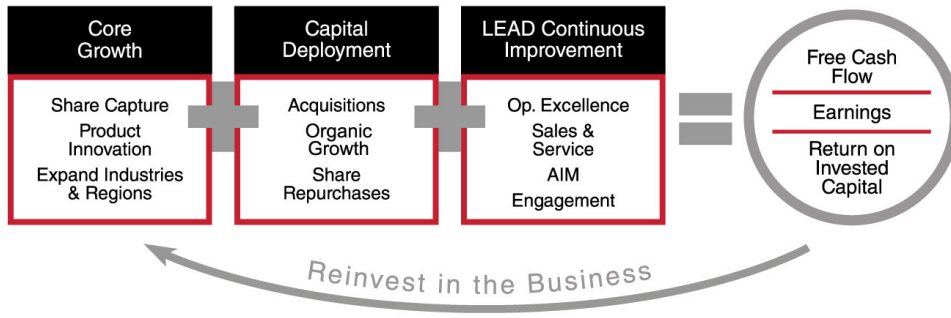 Core
Growth
Share Capture
Product
Innovation
Expand Industries
& Regions
Capital
Deployment
Acquisitions
Organic
Growth
Share
Repurchases
LEAD Continuous
Improvement
Op. Excellence
Sales &
Service
AIM
Engagement
Free Cash
Flow
Earnings
Return on
Invested
Capital
Reinvest in the Business